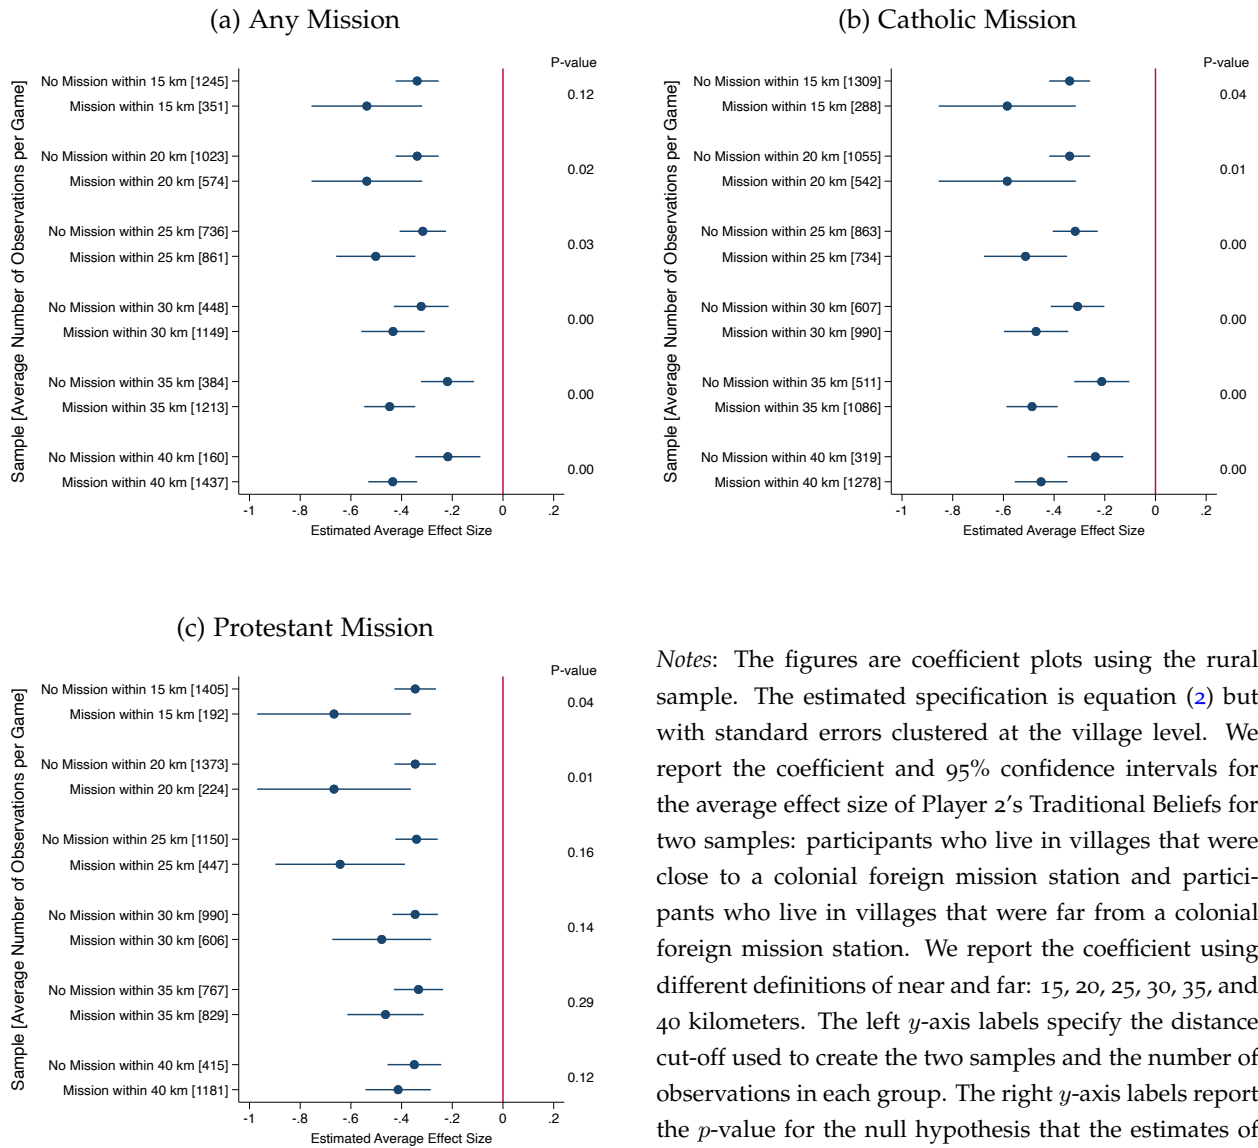 (a) Any Mission
P-value
Sample [Average Number of Observations per Game]
No Mission within 15 km [1245]
0.12
Mission within 15 km [351]
No Mission within 20 km [1023]
0.02
Mission within 20 km [574]
No Mission within 25 km [736]
0.03
Mission within 25 km [861]
No Mission within 30 km [448]
0.00
Mission within 30 km [1149]
No Mission within 35 km [384]
0.00
Mission within 35 km [1213]
No Mission within 40 km [160]
0.00
Mission within 40 km [1437]
-1 -.8 -.6 -.4 -.2 0 .2
Estimated Average Effect Size
(b) Catholic Mission
P-value
Sample [Average Number of Observations per Game]
No Mission within 15 km [1309]
0.04
Mission within 15 km [288]
No Mission within 20 km [1055]
0.01
Mission within 20 km [542]
No Mission within 25 km [863]
0.00
Mission within 25 km [734]
No Mission within 30 km [607]
0.00
Mission within 30 km [990]
No Mission within 35 km [511]
0.00
Mission within 35 km [1086]
No Mission within 40 km [319]
0.00
Mission within 40 km [1278]
-1 -.8 -.6 -.4 -.2 0 .2
Estimated Average Effect Size
(c) Protestant Mission
P-value
Sample [Average Number of Observations per Game]
No Mission within 15 km [1405]
0.04
Mission within 15 km [192]
No Mission within 20 km [1373]
0.01
Mission within 20 km [224]
No Mission within 25 km [1150]
0.16
Mission within 25 km [447]
No Mission within 30 km [990]
0.14
Mission within 30 km [606]
No Mission within 35 km [767]
0.29
Mission within 35 km [829]
No Mission within 40 km [415]
0.12
Mission within 40 km [1181]
-1 -.8 -.6 -.4 -.2 0 .2
Estimated Average Effect Size
Notes: The figures are coefficient plots using the rural
sample. The estimated specification is equation (2) but
with standard errors clustered at the village level. We
report the coefficient and 95% confidence intervals for
the average effect size of Player 2's Traditional Beliefs for
two samples: participants who live in villages that were
close to a colonial foreign mission station and partici-
pants who live in villages that were far from a colonial
foreign mission station. We report the coefficient using
different definitions of near and far: 15, 20, 25, 30, 35, and
40 kilometers. The left y-axis labels specify the distance
cut-off used to create the two samples and the number of
observations in each group. The right y-axis labels report
the p-value for the null hypothesis that the estimates of